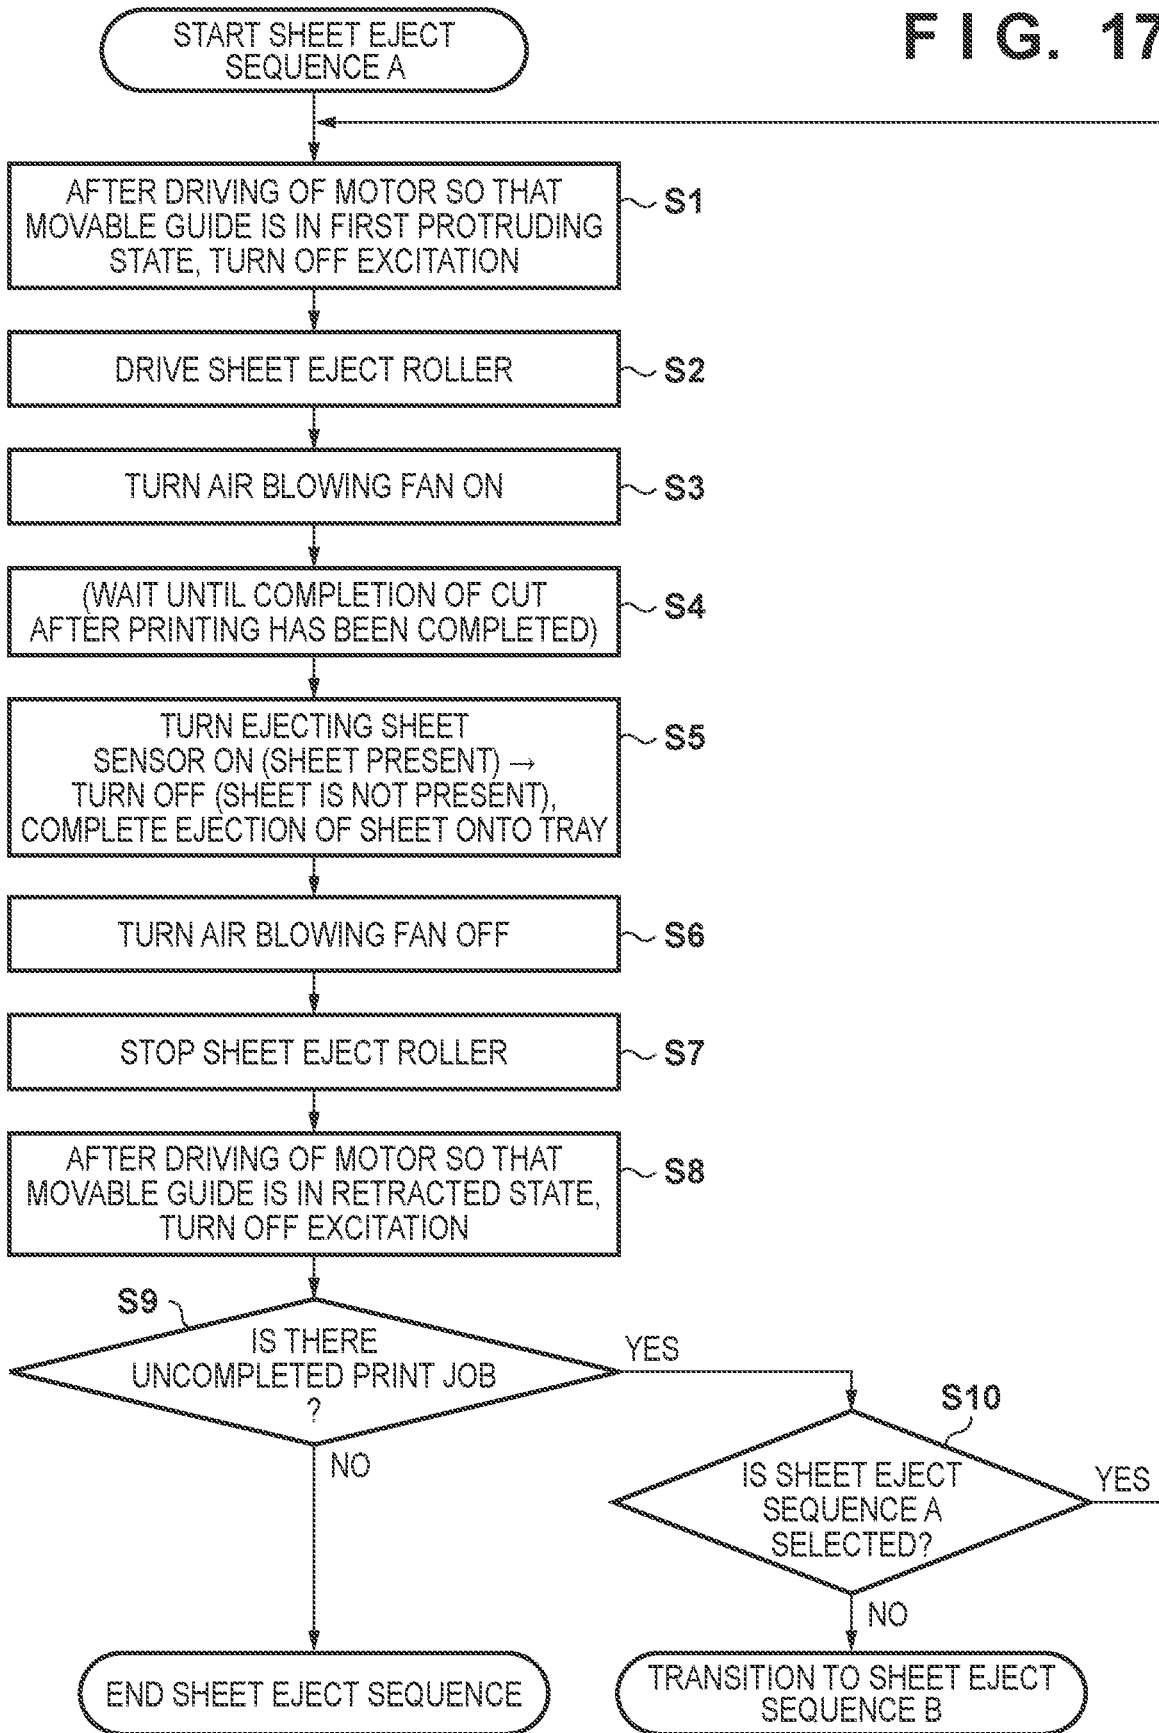 FIG. 17
START SHEET EJECT
SEQUENCE A
AFTER DRIVING OF MOTOR SO THAT
MOVABLE GUIDE IS IN FIRST PROTRUDING
STATE, TURN OFF EXCITATION
S1
DRIVE SHEET EJECT ROLLER
S2
TURN AIR BLOWING FAN ON
S3
(WAIT UNTIL COMPLETION OF CUT
AFTER PRINTING HAS BEEN COMPLETED)
S4
TURN EJECTING SHEET
SENSOR ON (SHEET PRESENT) →
TURN OFF (SHEET IS NOT PRESENT),
COMPLETE EJECTION OF SHEET ONTO TRAY
S5
TURN AIR BLOWING FAN OFF
S6
STOP SHEET EJECT ROLLER
S7
AFTER DRIVING OF MOTOR SO THAT
MOVABLE GUIDE IS IN RETRACTED STATE,
TURN OFF EXCITATION
S8
S9
IS THERE
UNCOMPLETED PRINT JOB
?
YES
NO
S10
IS SHEET EJECT
SEQUENCE A
SELECTED?
YES
NO
END SHEET EJECT SEQUENCE
TRANSITION TO SHEET EJECT
SEQUENCE B